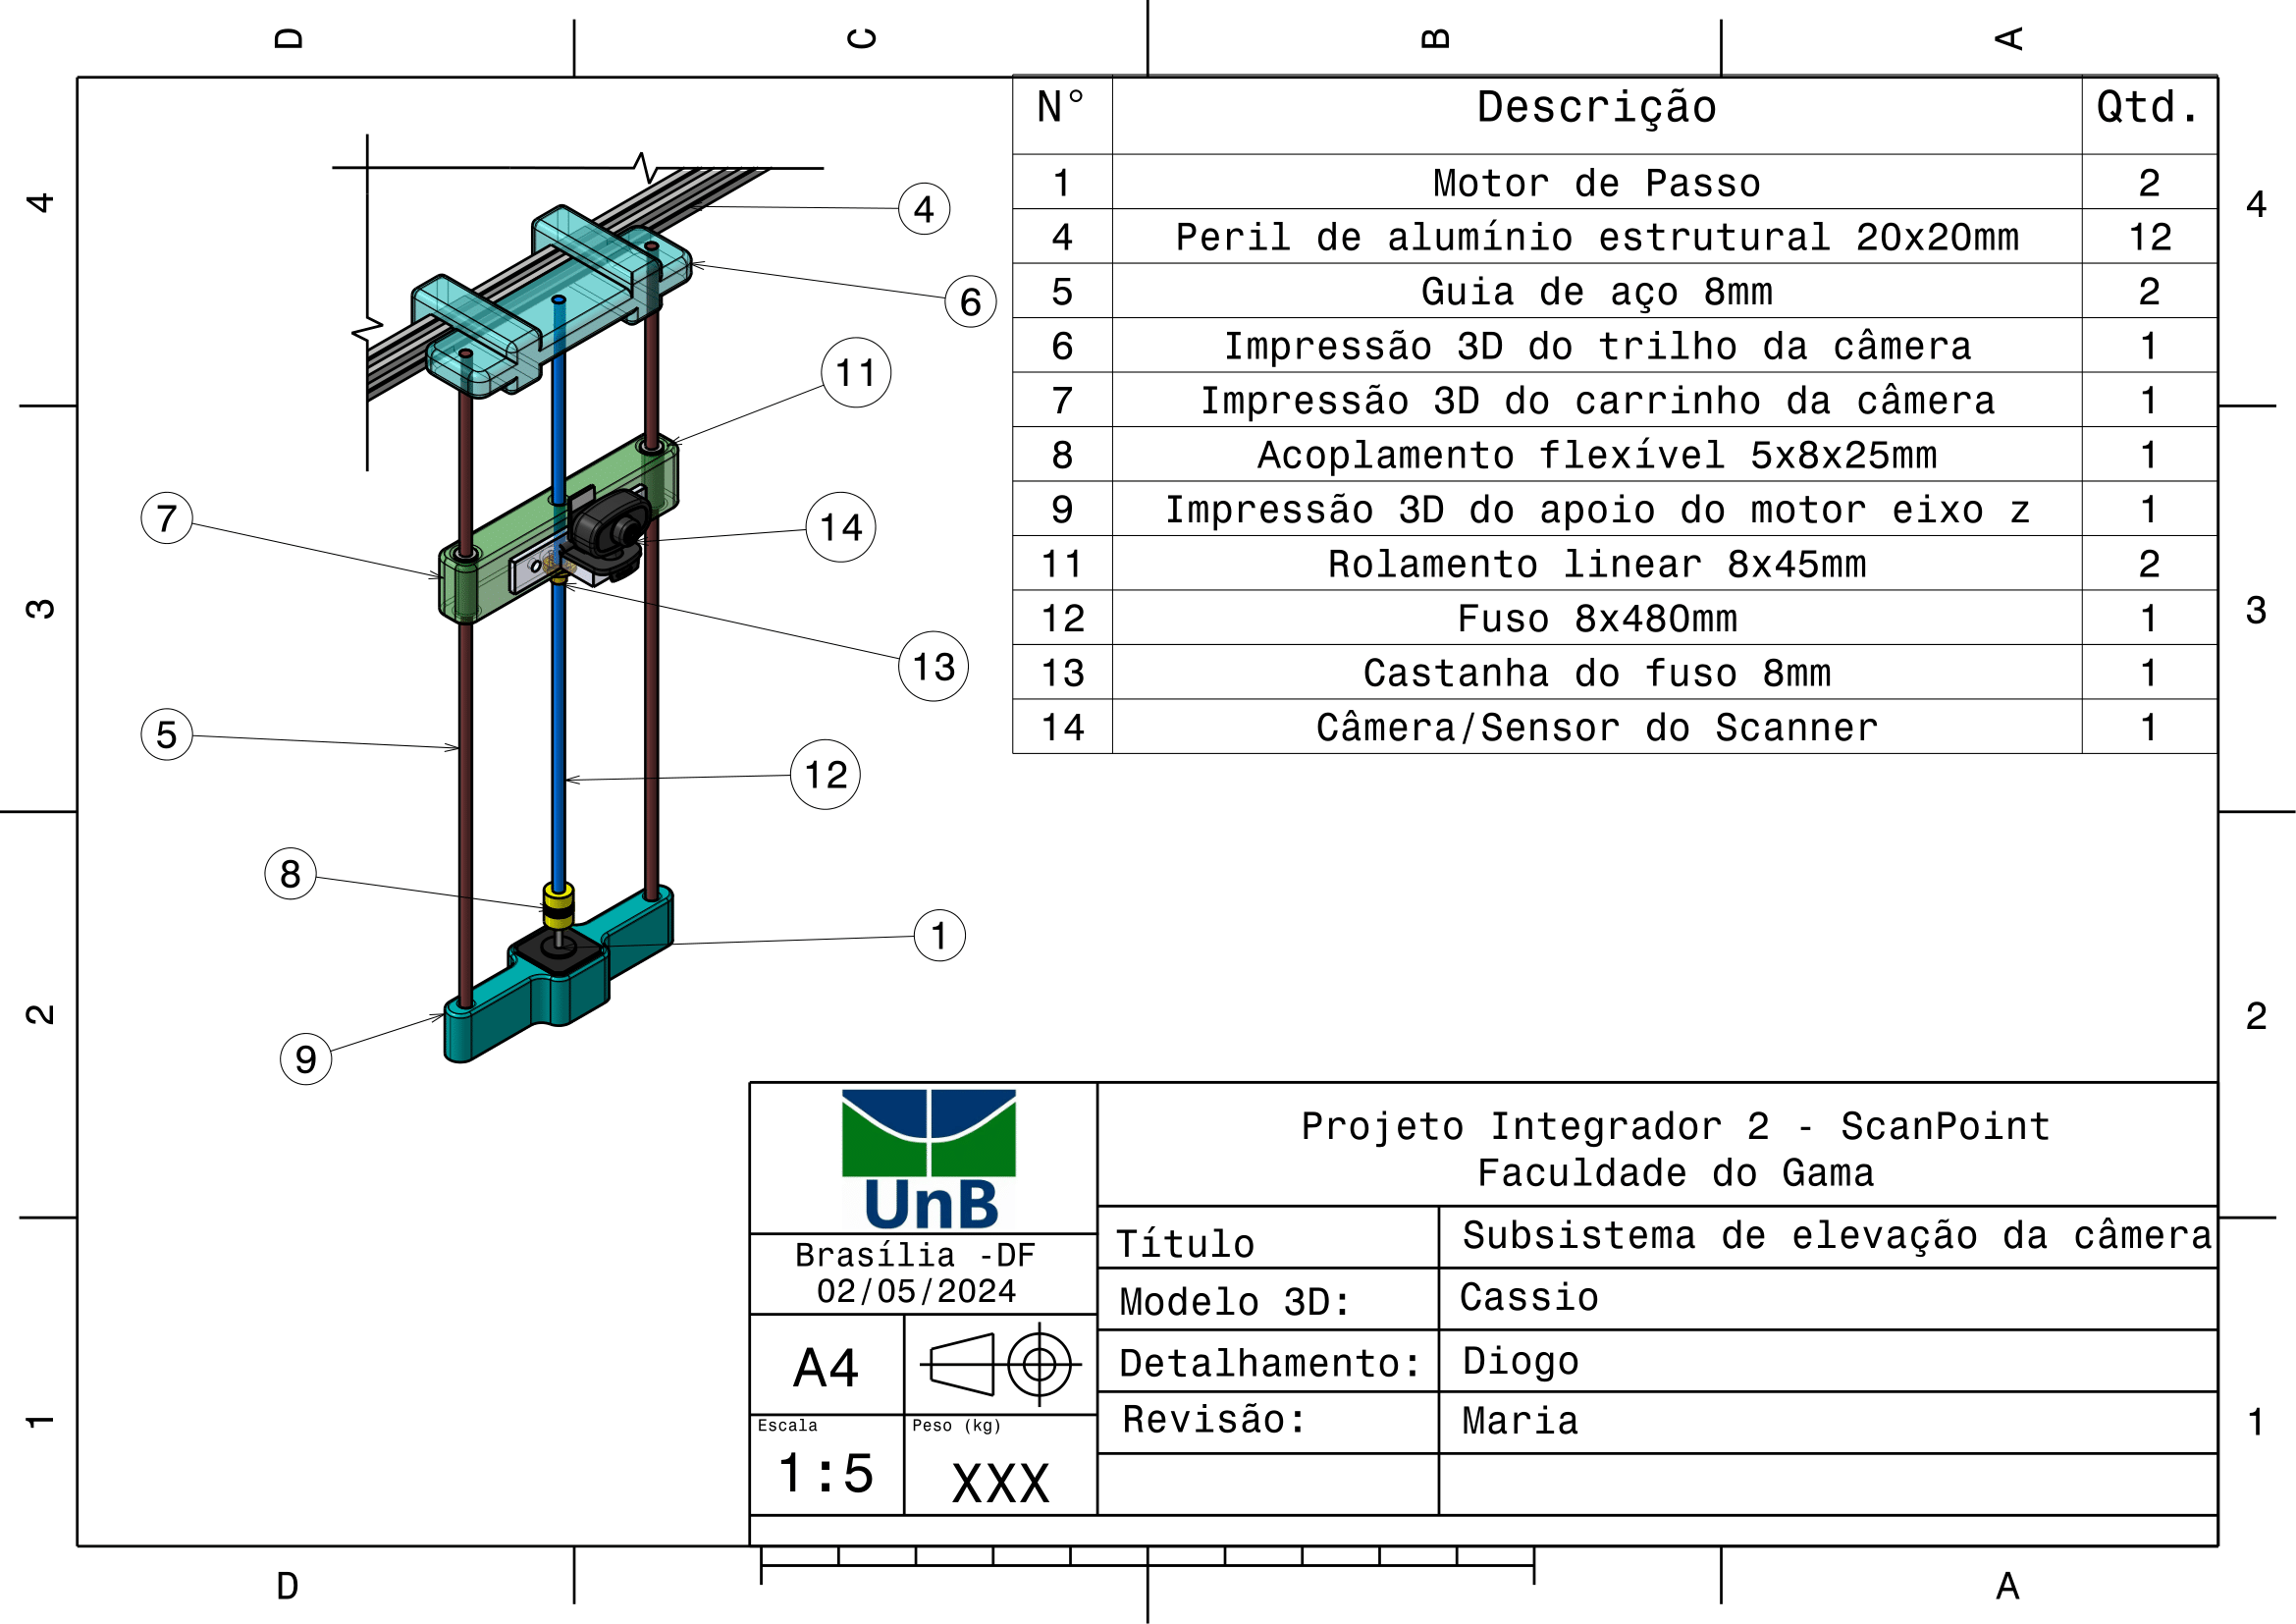 D C B A
4 4
3 3
2 2
1 1
D A
N° Descrição Qtd.
1 Motor de Passo 2
4 Peril de alumínio estrutural 20x20mm 12
5 Guia de aço 8mm 2
6 Impressão 3D do trilho da câmera 1
7 Impressão 3D do carrinho da câmera 1
8 Acoplamento flexível 5x8x25mm 1
9 Impressão 3D do apoio do motor eixo z 1
11 Rolamento linear 8x45mm 2
12 Fuso 8x480mm 1
13 Castanha do fuso 8mm 1
14 Câmera/Sensor do Scanner 1
4
6
11
7
14
13
5
12
8
1
9
UnB
Brasília -DF
02/05/2024
A4
Escala
1:5
Peso (kg)
XXX
Projeto Integrador 2 - ScanPoint
Faculdade do Gama
Título Subsistema de elevação da câmera
Modelo 3D: Cassio
Detalhamento: Diogo
Revisão: Maria